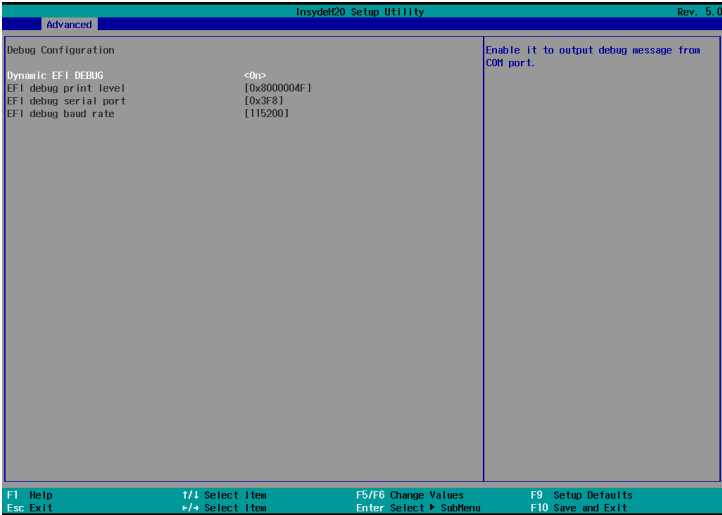 InsydeH20 Setup Utility Rev. 5.0
Advanced
Debug Configuration
Dynamic EFI DEBUG <On>
EFI debug print level [0x8000004F]
EFI debug serial port [0x3F8]
EFI debug baud rate [115200]
Enable it to output debug message from
COM port.
F1 Help ↑/↓ Select Item F5/F6 Change Values F9 Setup Defaults
Esc Exit ←/→ Select Item Enter Select ▶ SubMenu F10 Save and Exit